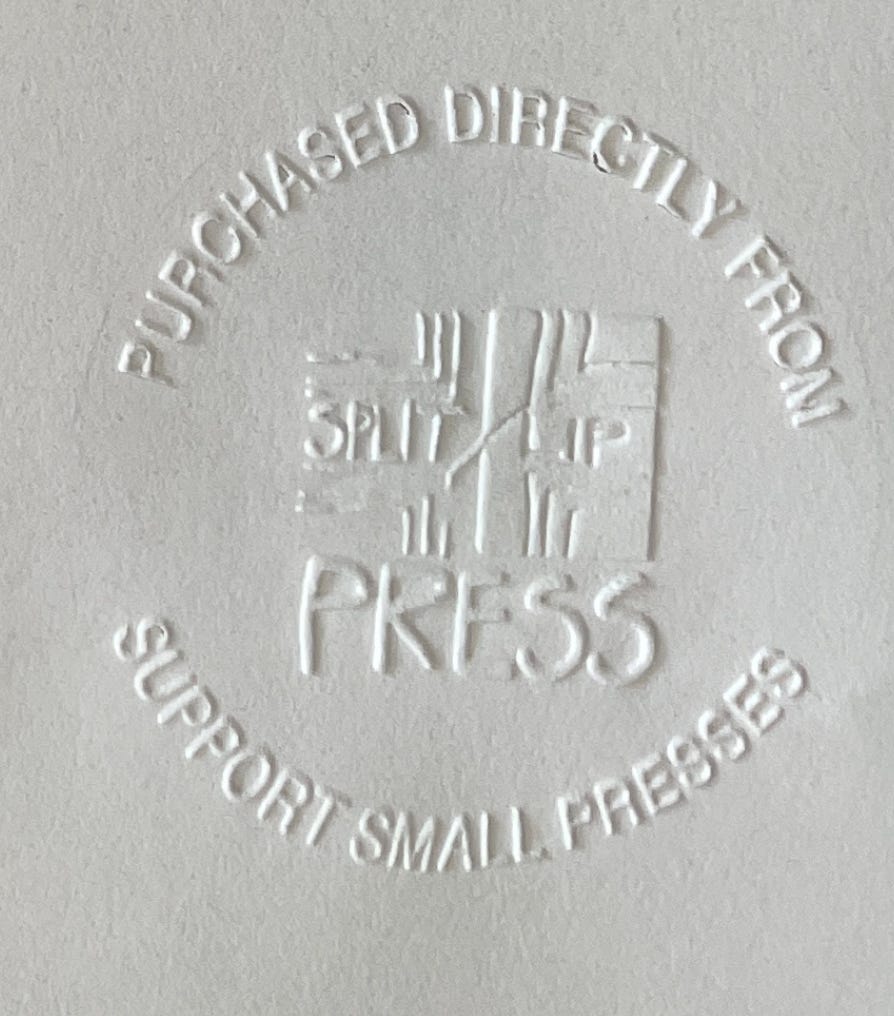 PURCHASED DIRECTLY FROM
SPLIT LIP
PRESS
SUPPORT SMALL PRESSES